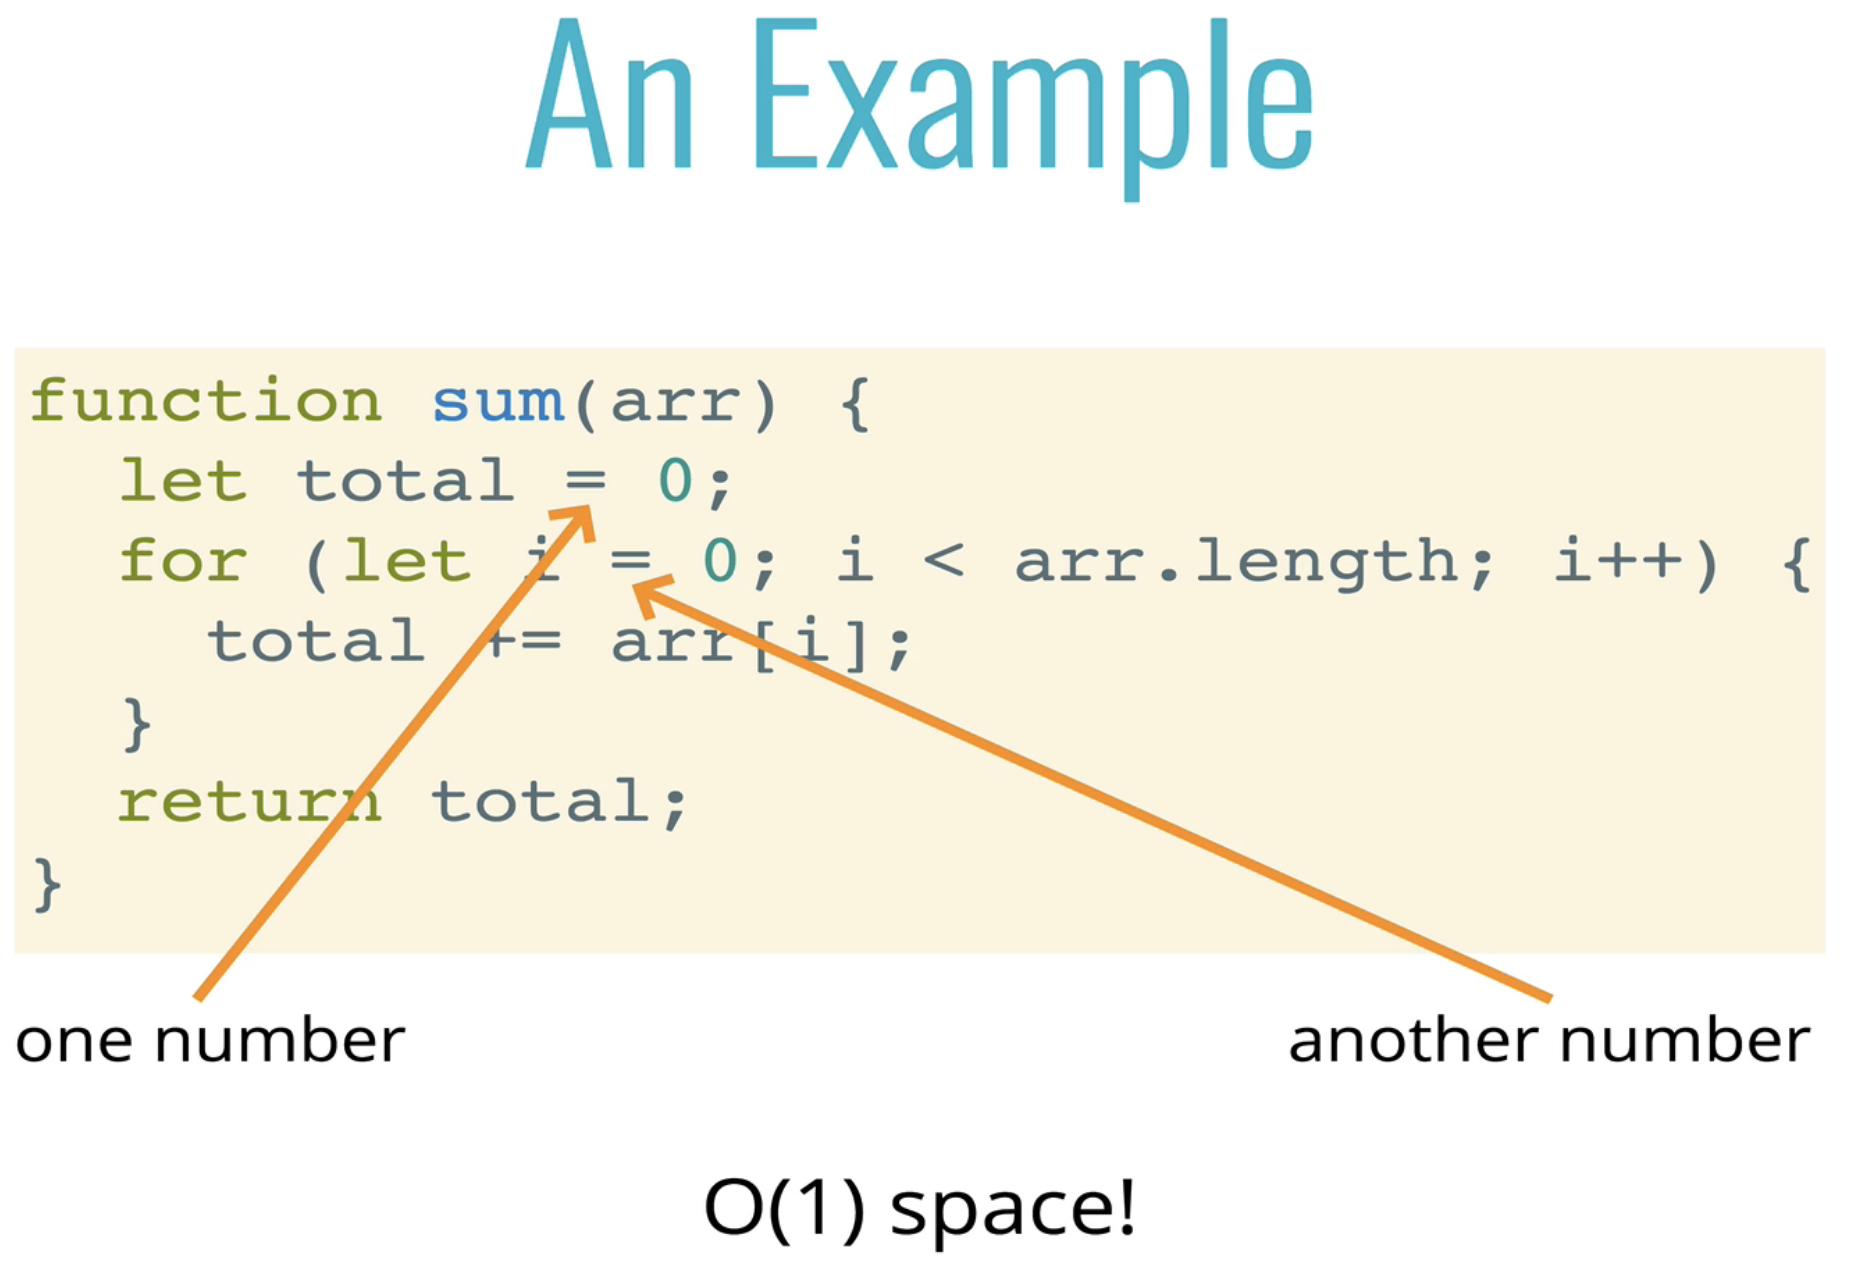 An Example
function sum(arr) {
  let total = 0;
  for (let i = 0; i < arr.length; i++) {
    total += arr[i];
  }
  return total;
}
one number
another number
O(1) space!